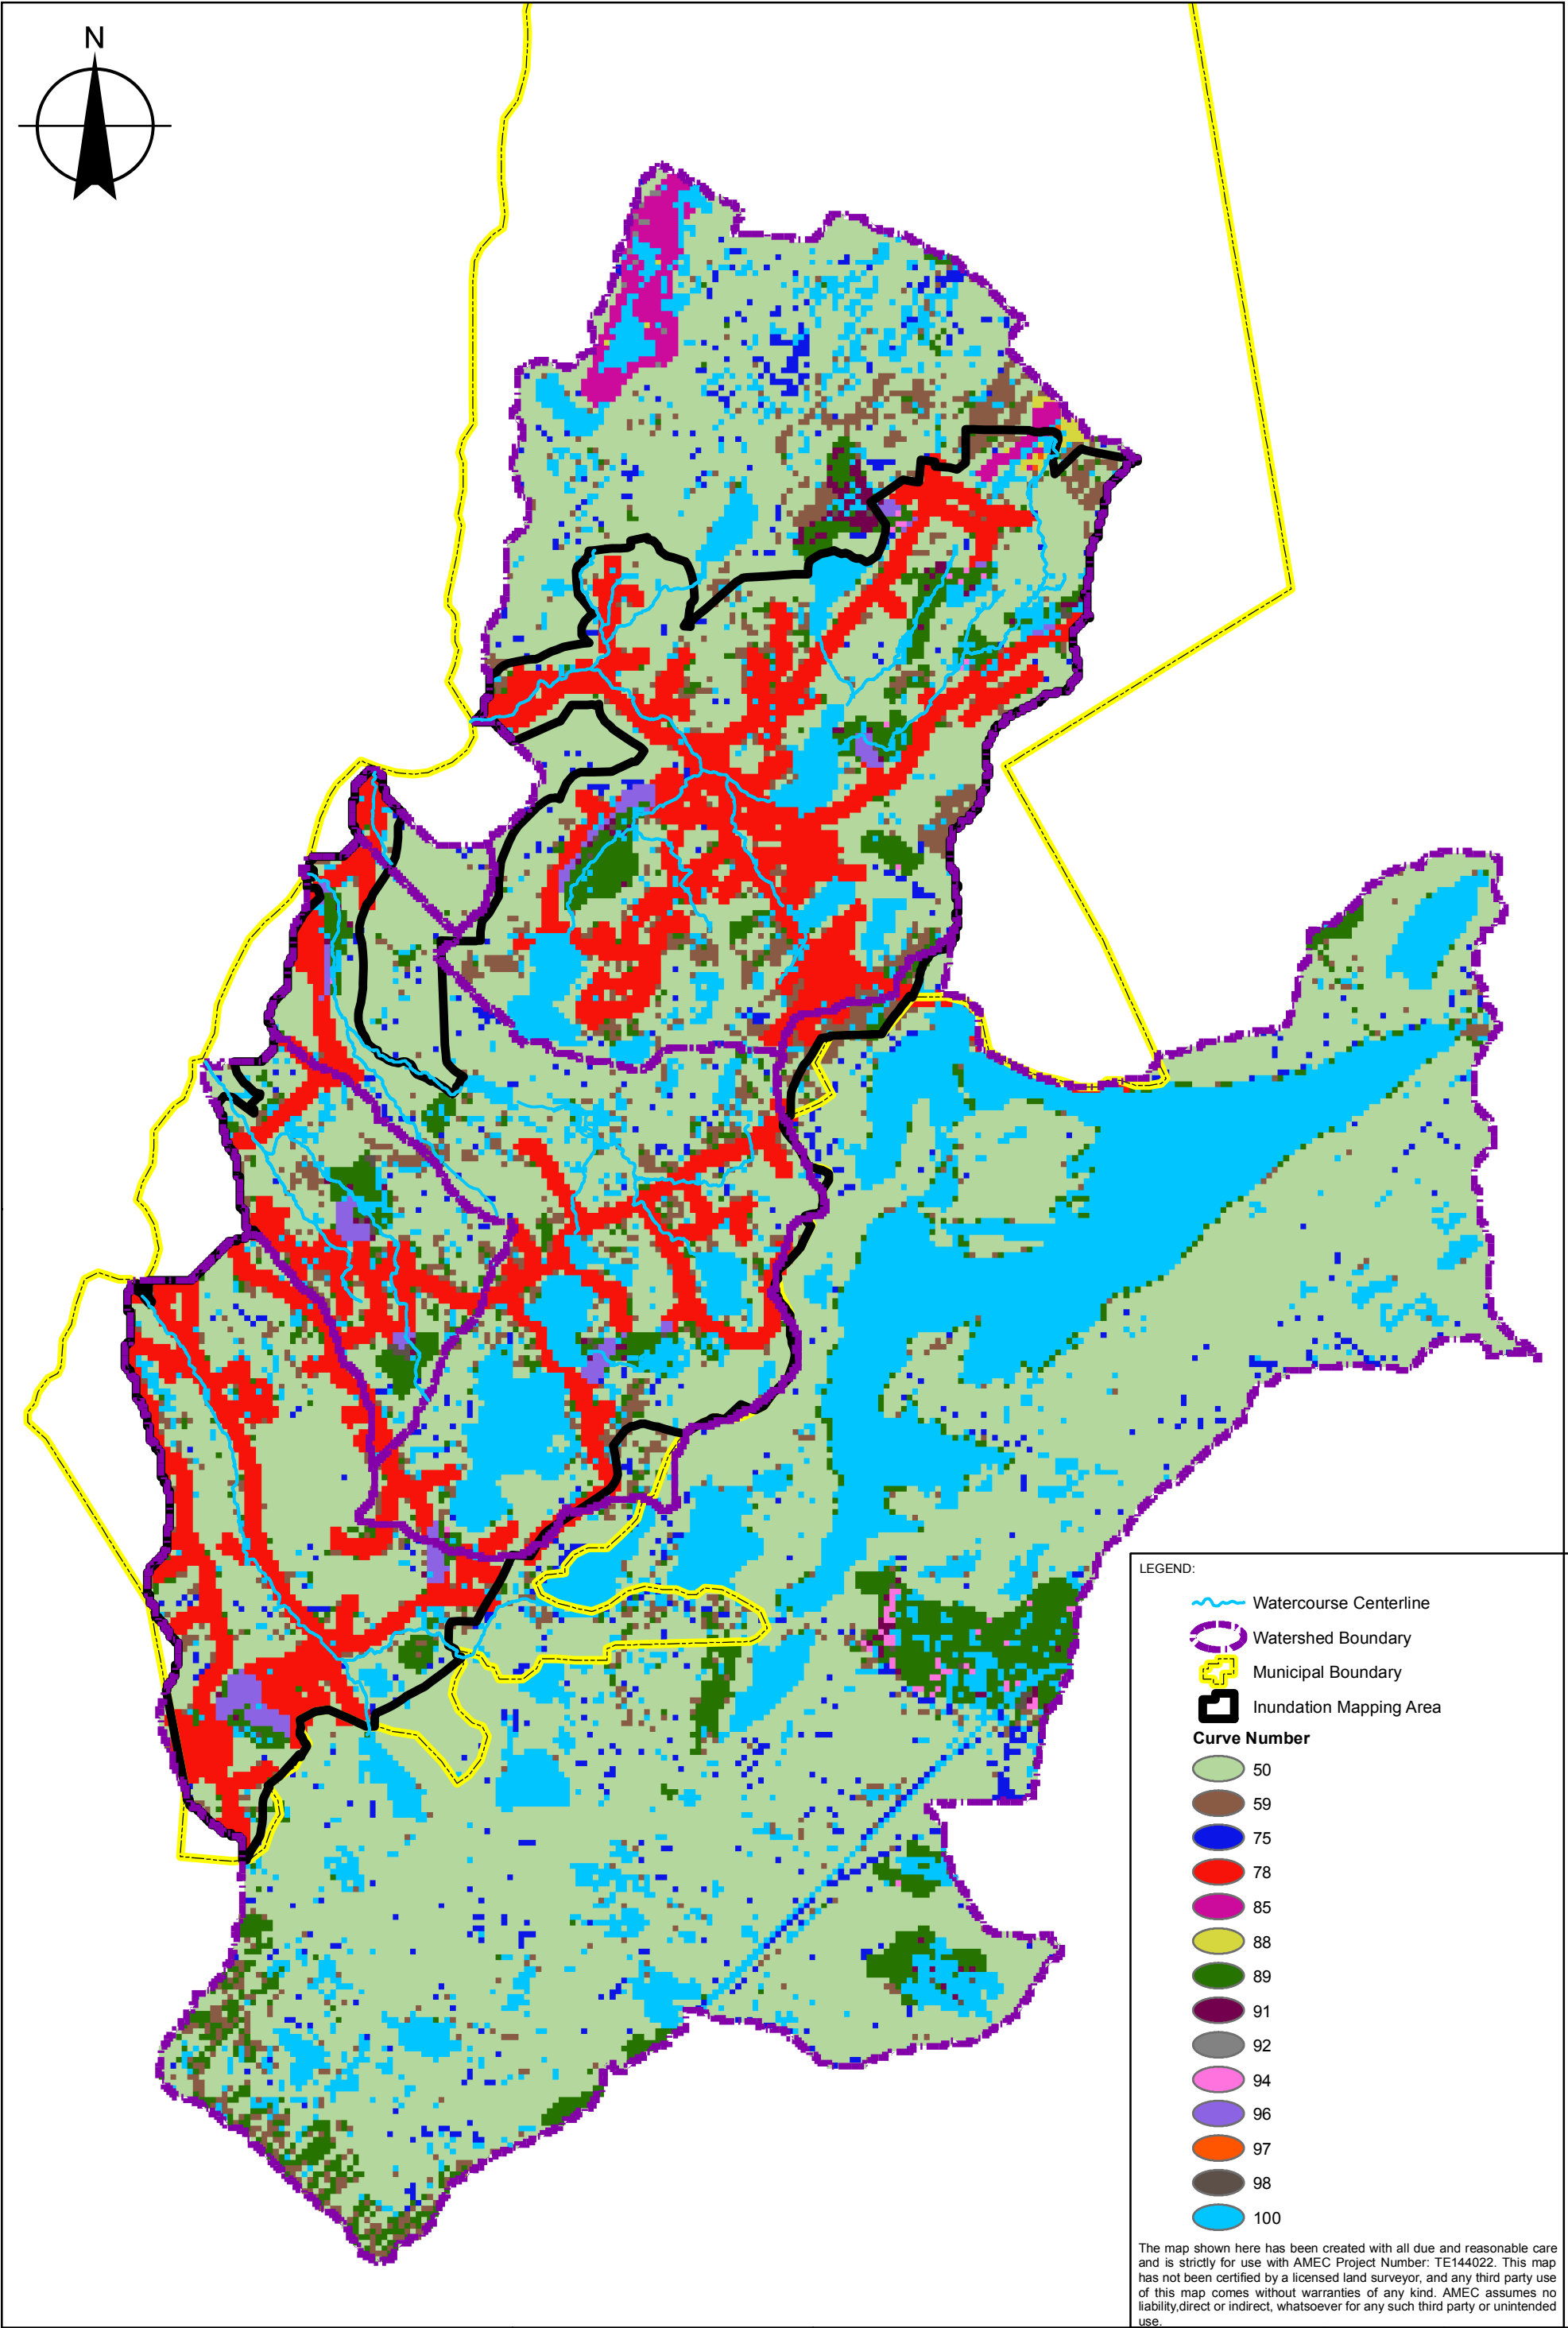 N
LEGEND:
Watercourse Centerline
Watershed Boundary
Municipal Boundary
Inundation Mapping Area
Curve Number
50
59
75
78
85
88
89
91
92
94
96
97
98
100
The map shown here has been created with all due and reasonable care
and is strictly for use with AMEC Project Number: TE144022. This map
has not been certified by a licensed land surveyor, and any third party use
of this map comes without warranties of any kind. AMEC assumes no
liability,direct or indirect, whatsoever for any such third party or unintended
use.